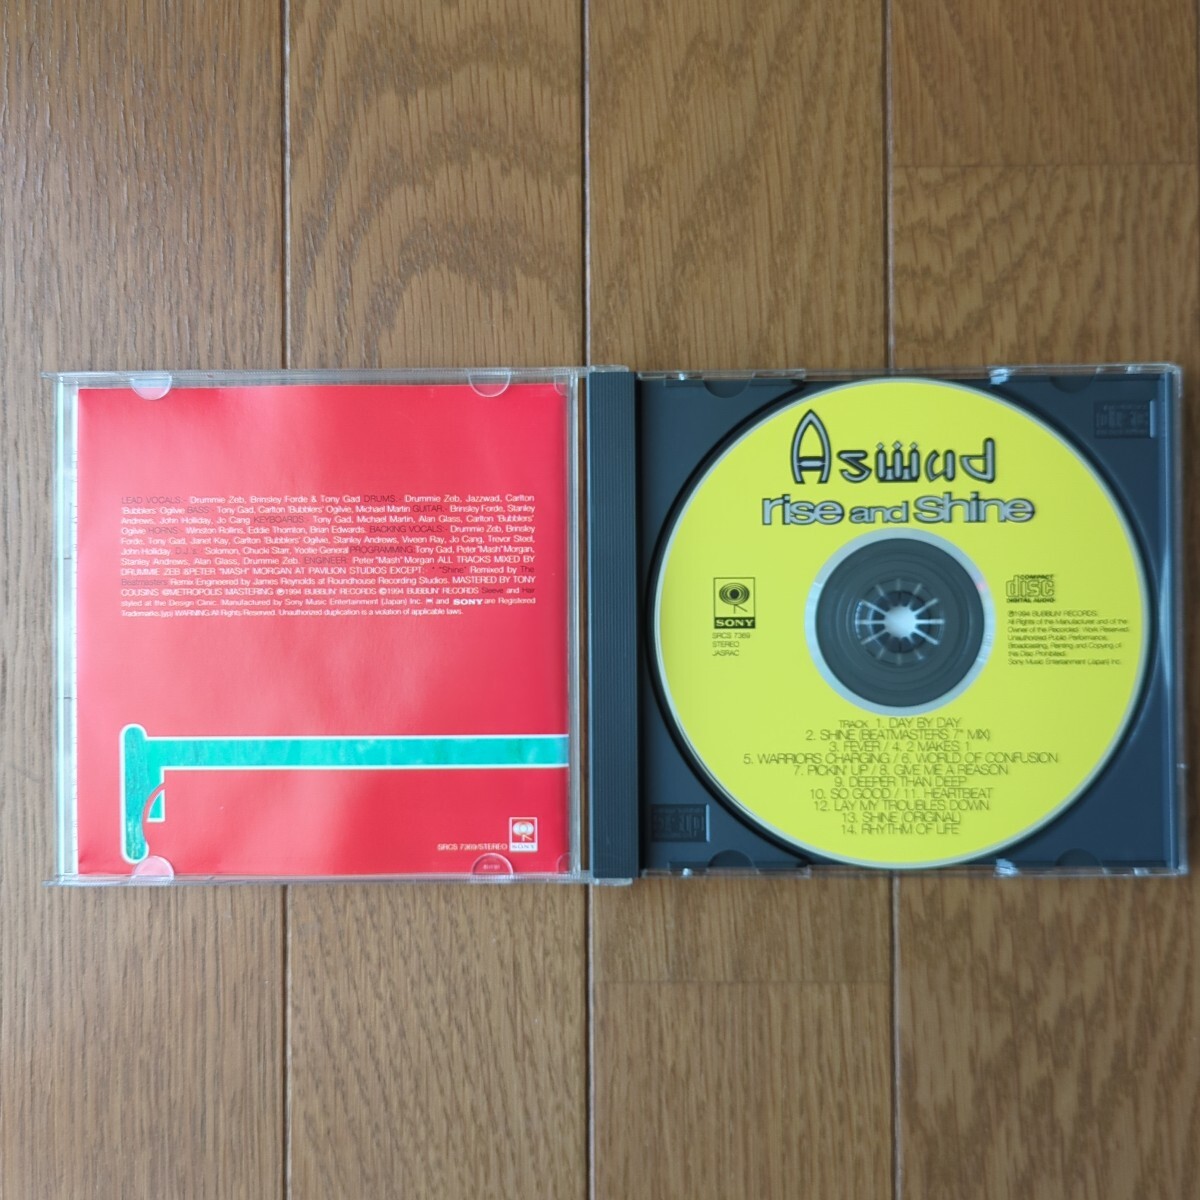 LEAD VOCALS - Drummie Zeb, Brinsley Forde & Tony Gad DRUMS - Drummie Zeb, Jazzwad, Carlton
'Bubblers' Ogilvie BASS - Tony Gad, Carlton 'Bubblers' Ogilvie, Michael Martin GUITAR - Brinsley Forde, Stanley
Andrews, John Holliday, Jo Cang KEYBOARDS - Tony Gad, Michael Martin, Alan Glass, Carlton 'Bubblers'
Ogilvie HORNS - Winston Rollins, Eddie Thornton, Brian Edwards. BACKING VOCALS - Drummie Zeb, Brinsley
Forde, Tony Gad, Janet Kay, Carlton 'Bubblers' Ogilvie, Stanley Andrews, Viveen Ray, Jo Cang, Trevor Steel,
John Holliday. D.J.'s: Solomon, Chucki Starr, Yoolie General PROGRAMMING Tony Gad, Peter "Mash" Morgan,
Stanley Andrews, Alan Glass, Drummie Zeb. ENGINEER: Peter "Mash" Morgan ALL TRACKS MIXED BY
DRUMMIE ZEB &PETER "MASH" MORGAN AT PAVILION STUDIOS EXCEPT: * "Shine" Remixed by The
Beatmasters Remix Engineered by James Reynolds at Roundhouse Recording Studios. MASTERED BY TONY
COUSINS @METROPOLIS MASTERING ℗1994 BUBBLIN' RECORDS ©1994 BUBBLIN' RECORDS Sleeve and Hair
styled at the Design Clinic. Manufactured by Sony Music Entertainment (Japan) Inc. and SONY are Registered
Trademarks. WARNING: All Rights Reserved. Unauthorized duplication is a violation of applicable laws.
SRCS 7369/STEREO
SONY
Aswad
rise and Shine
SONY
SRCS 7369
STEREO
JASRAC
COMPACT
disc
DIGITAL AUDIO
℗1994 BUBBLIN' RECORDS
All Rights of the Manufacturer and of the
Owner of the Recorded Work Reserved.
Unauthorized Public Performance,
Broadcasting, Renting and Copying of
this Disc Prohibited.
Sony Music Entertainment (Japan) Inc.
TRACK 1. DAY BY DAY
2. SHINE (BEATMASTERS 7" MIX)
3. FEVER / 4. 2 MAKES 1
5. WARRIORS CHARGING / 6. WORLD OF CONFUSION
7. PICKIN' UP / 8. GIVE ME A REASON
9. DEEPER THAN DEEP
10. SO GOOD / 11. HEARTBEAT
12. LAY MY TROUBLES DOWN
13. SHINE (ORIGINAL)
14. RHYTHM OF LIFE